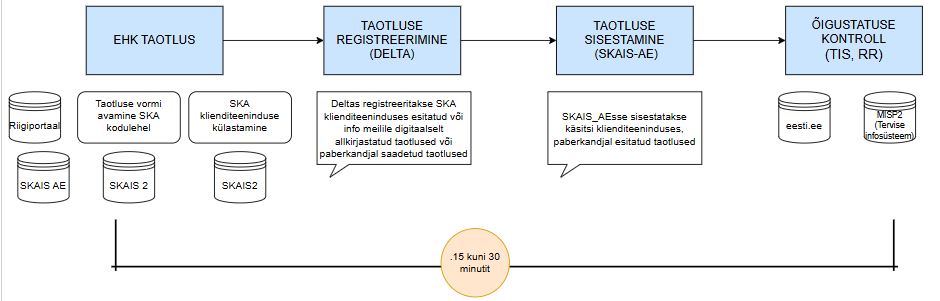 EHK TAOTLUS
TAOTLUSE
REGISTREERIMINE
(DELTA)
TAOTLUSE
SISESTAMINE
(SKAIS-AE)
ÕIGUSTATUSE
KONTROLL
(TIS, RR)
Riigiportaal
Taotluse vormi
avamine SKA
kodulehel
SKA
klienditeeninduse
külastamine
Deltas registreeritakse SKA
klienditeeninduses esitatud või
info meilile digitaalselt
allkirjastatud taotlused või
paberkandjal saadetud taotlused
SKAIS_AEsse sisestatakse
käsitsi klienditeeninduses,
paberkandjal esitatud taotlused
eesti.ee
MISP2
(Tervise
infosüsteem)
SKAIS AE
SKAIS 2
SKAIS2
.15 kuni 30
minutit